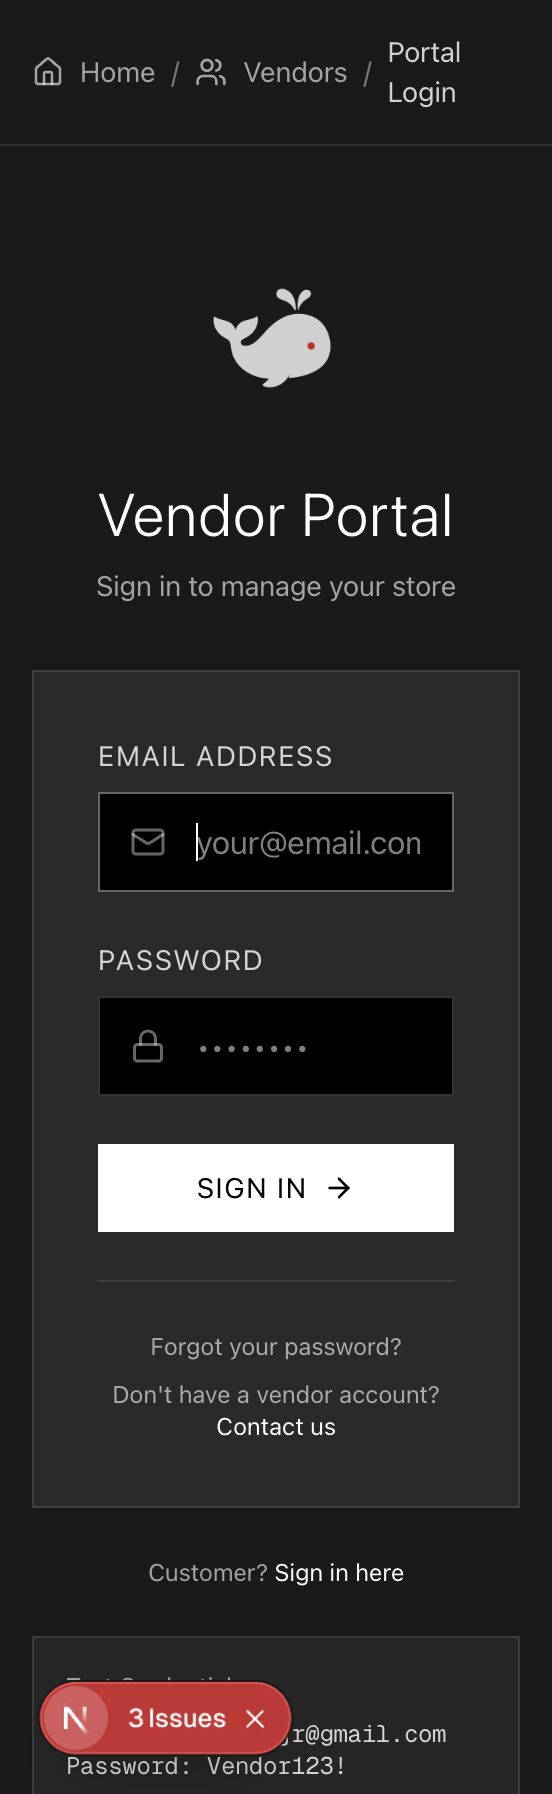 Home / Vendors / Portal Login
Vendor Portal
Sign in to manage your store
EMAIL ADDRESS
your@email.con
PASSWORD
SIGN IN →
Forgot your password?
Don't have a vendor account?
Contact us
Customer? Sign in here
3 Issues
jr@gmail.com
Password: Vendor123!